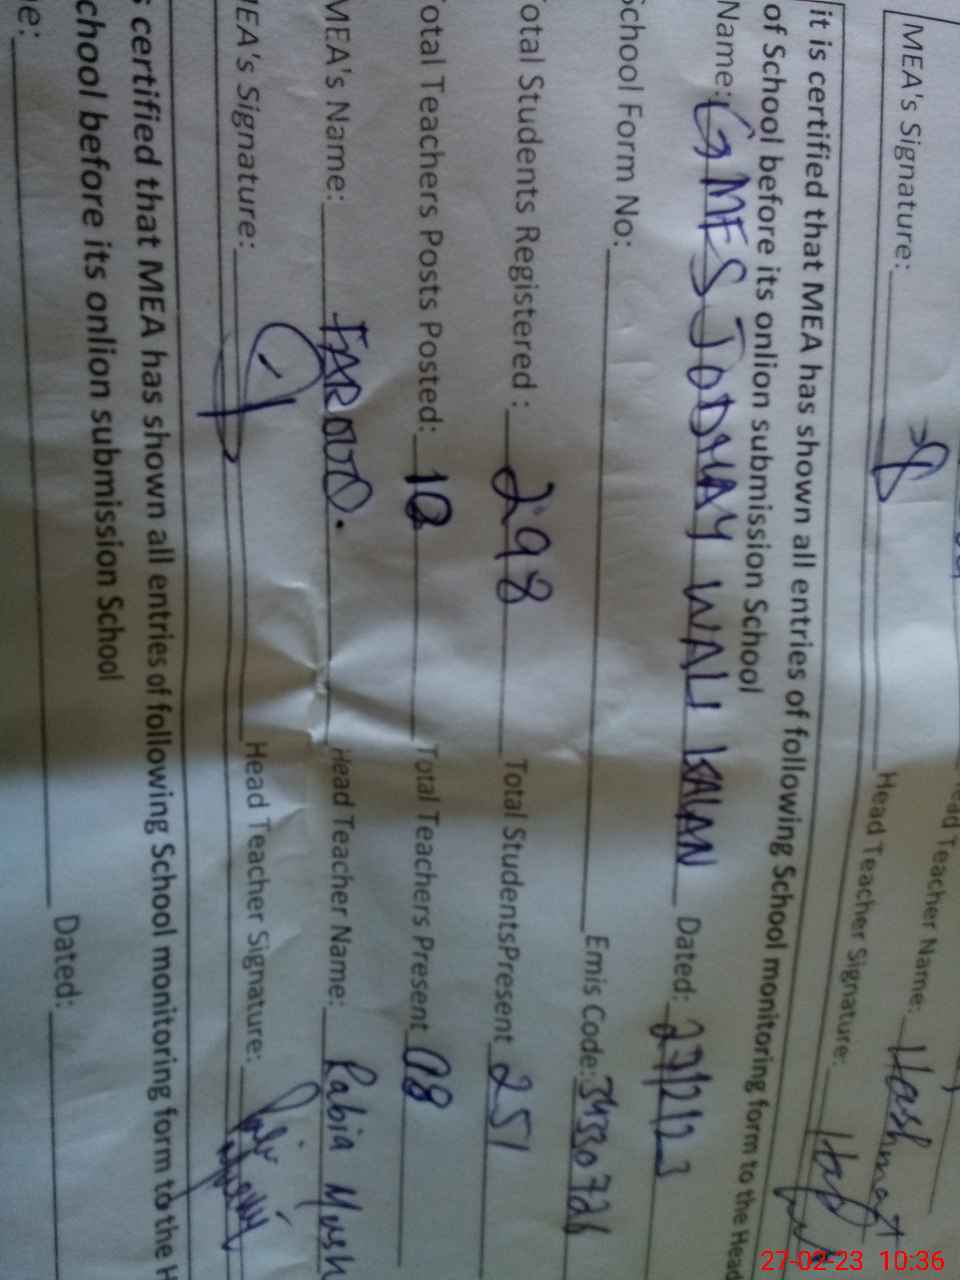 Head Teacher Name: Hashmat
MEA's Signature: Head Teacher Signature:
it is certified that MEA has shown all entries of following School monitoring form to the Head
of School before its onlion submission School
Name: GMES JODHAY WALI KALAN Dated: 27/2/23
School Form No: Emis Code:
otal Students Registered : 298 Total StudentsPresent 251
otal Teachers Posts Posted: 10 Total Teachers Present 08
MEA's Name: FAROOQ. Head Teacher Name: Rabia Mush
MEA's Signature: Head Teacher Signature:
s certified that MEA has shown all entries of following School monitoring form to the H
chool before its onlion submission School
e: Dated:
27-02-23 10:36